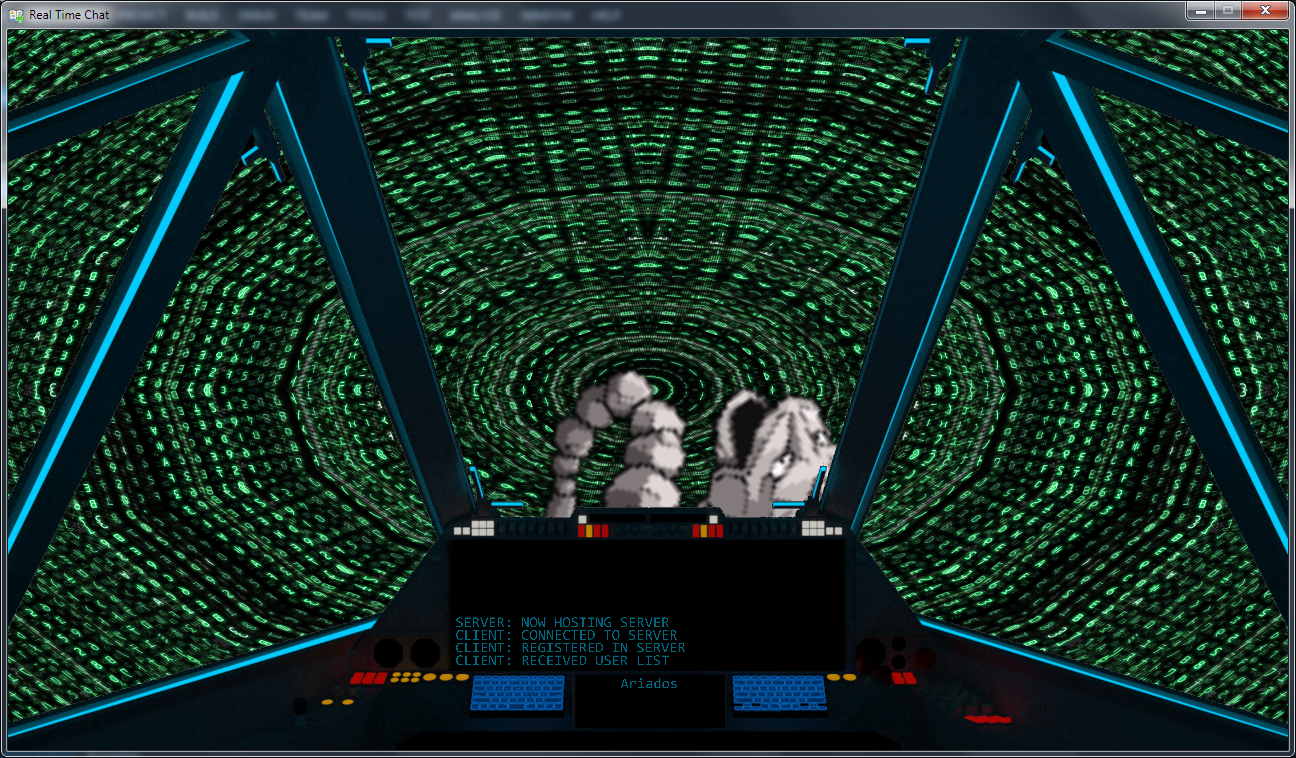 Real Time Chat
SERVER: NOW HOSTING SERVER
CLIENT: CONNECTED TO SERVER
CLIENT: REGISTERED IN SERVER
CLIENT: RECEIVED USER LIST
Ariados